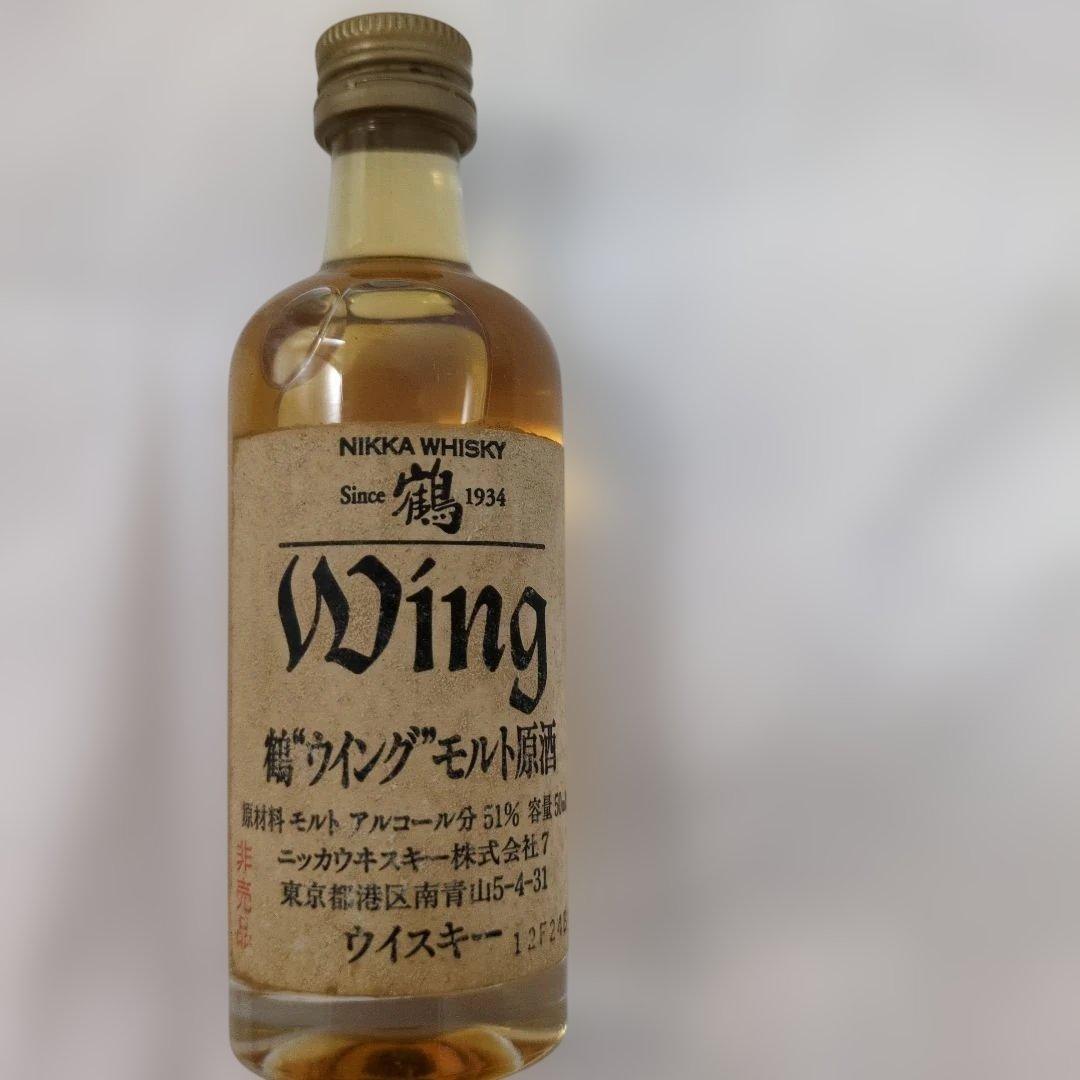 NIKKA WHISKY
Since 鶴 1934
Wing
鶴“ウイング”モルト原酒
原材料 モルト アルコール分 51% 容量
ニッカウヰスキー株式会社7
東京都港区南青山5-4-31
ウイスキー
非売品